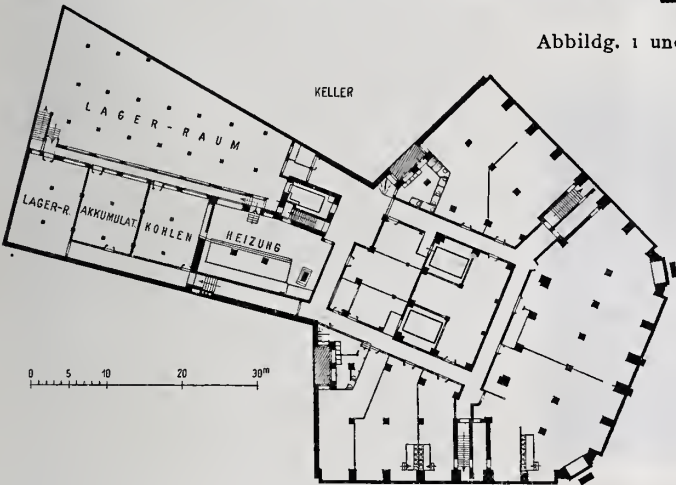 Abbildg. 1 un
KELLER
LAGER-RAUM
LAGER-R.
AKKUMULAT.
KOHLEN
HEIZUNG
0 5 10 20 30m